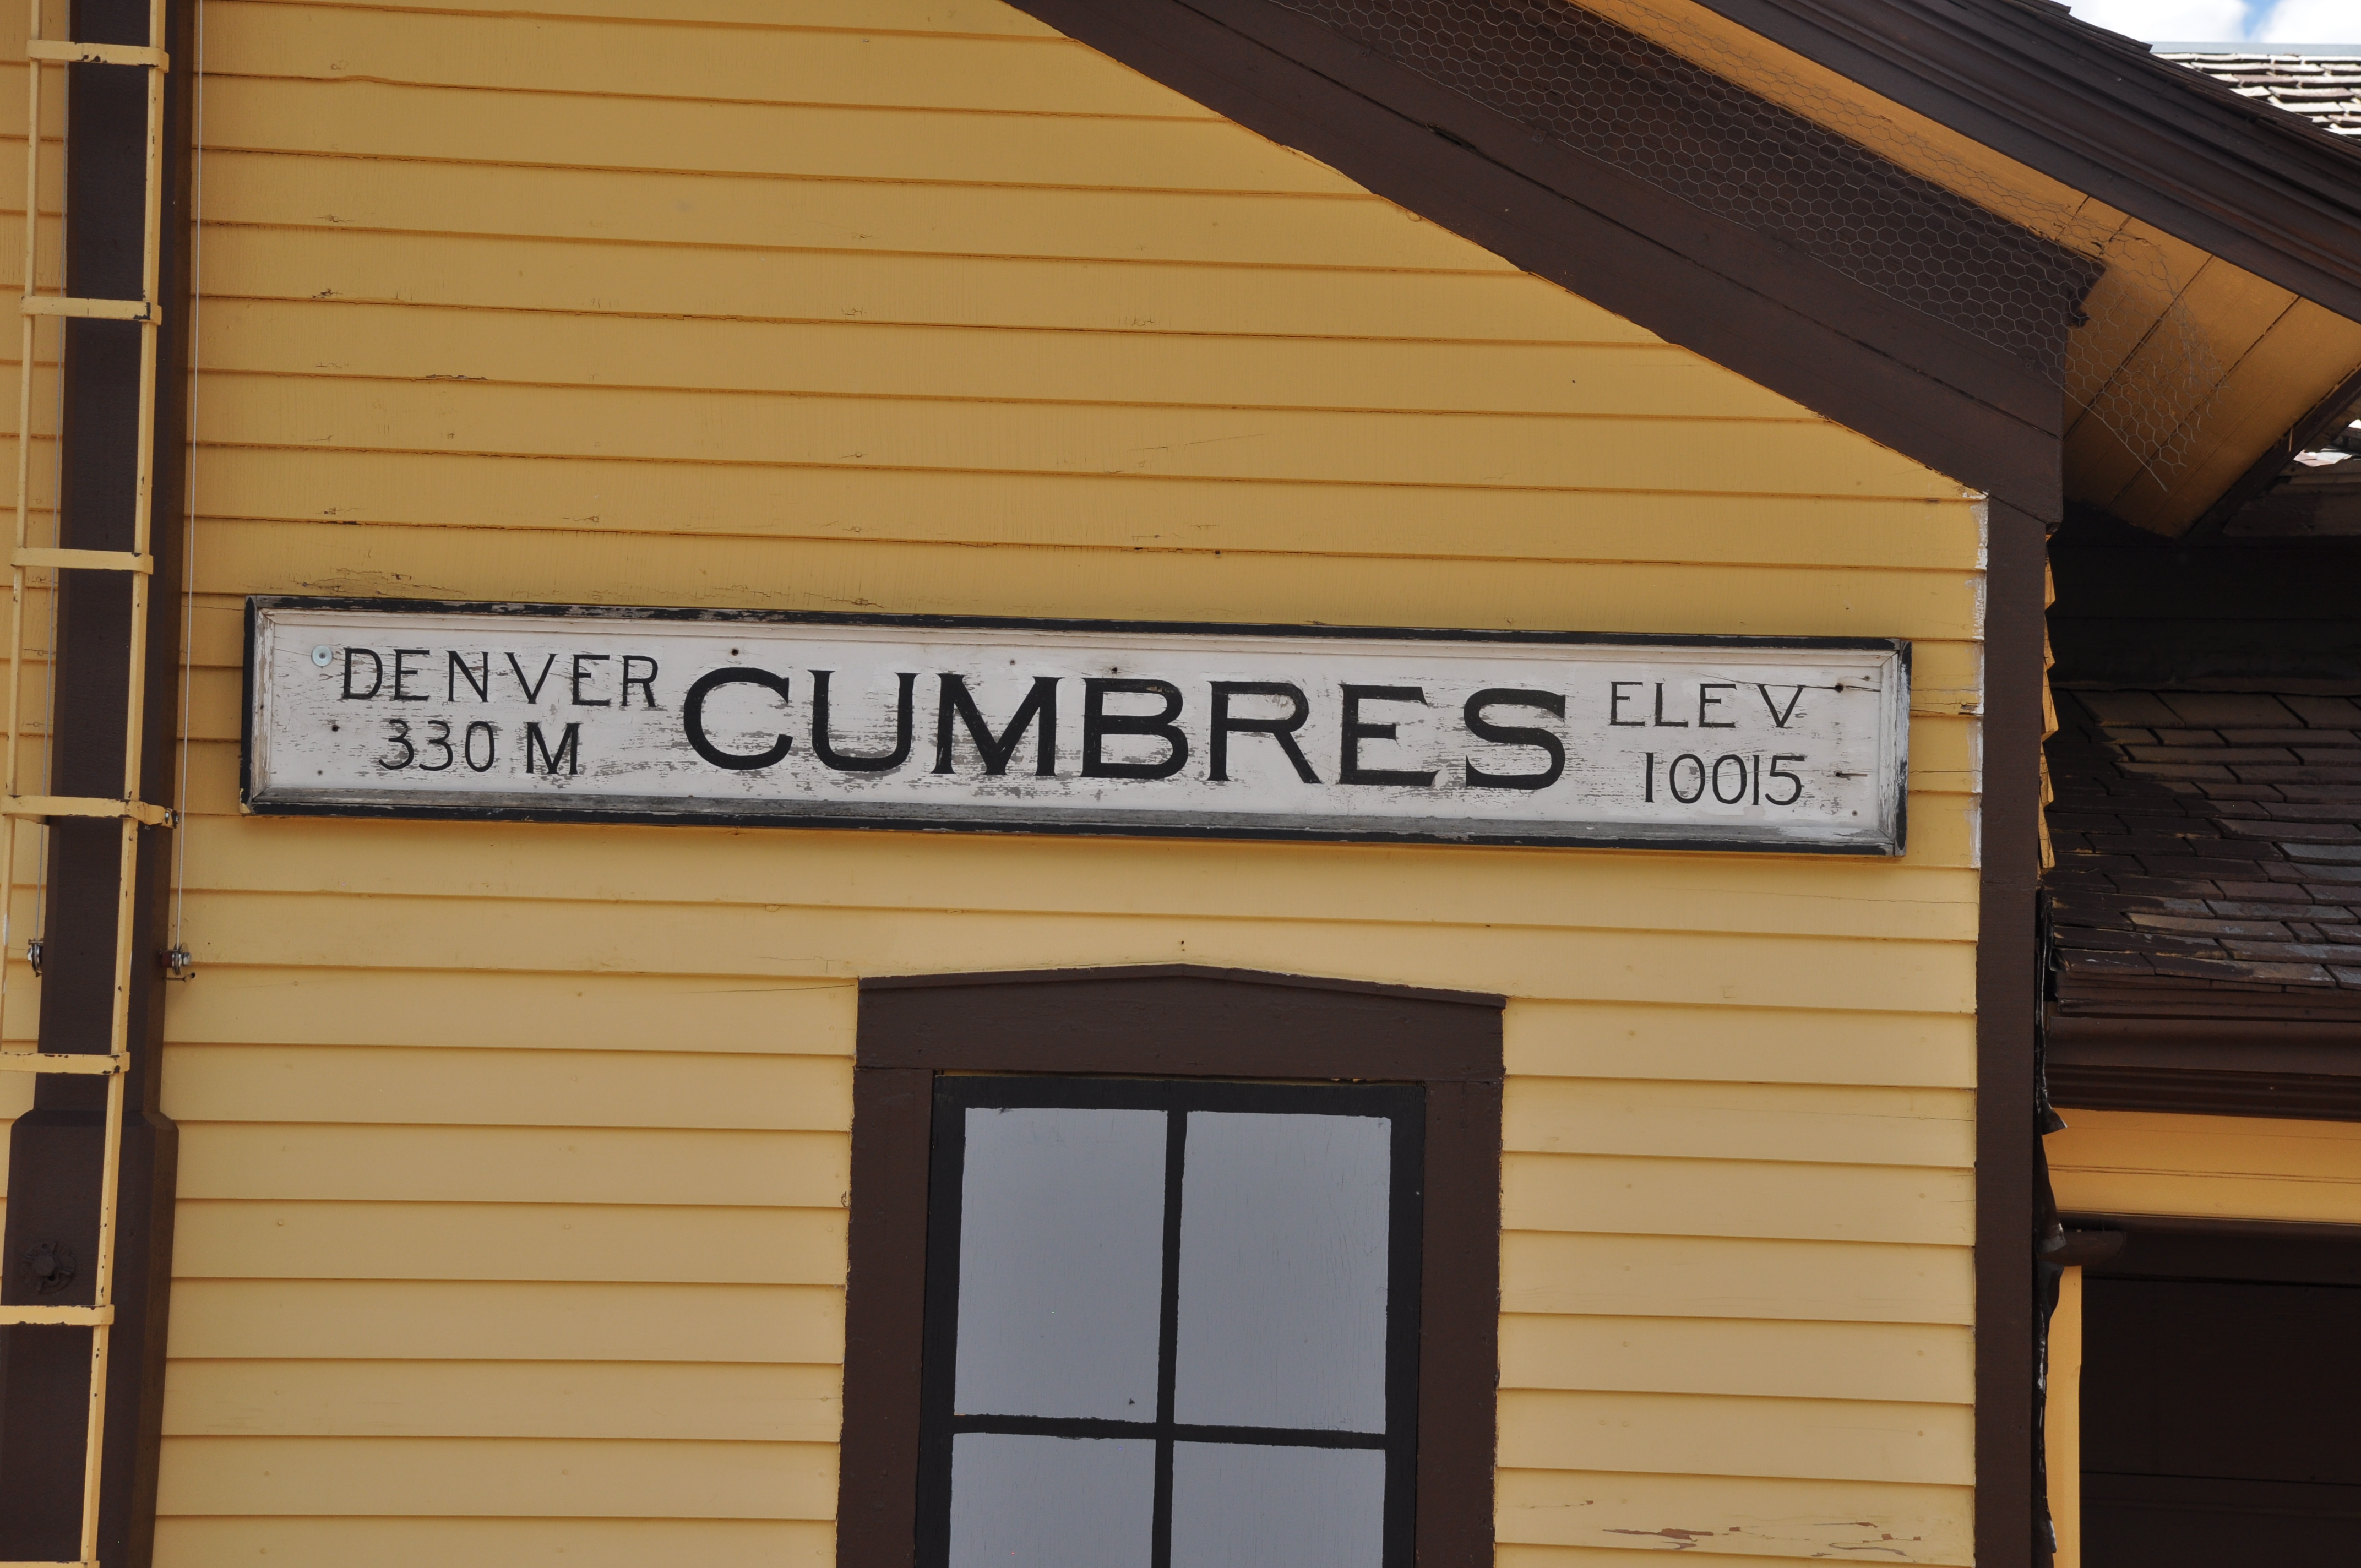 DENVER
330 M
CUMBRES
ELEV
10015